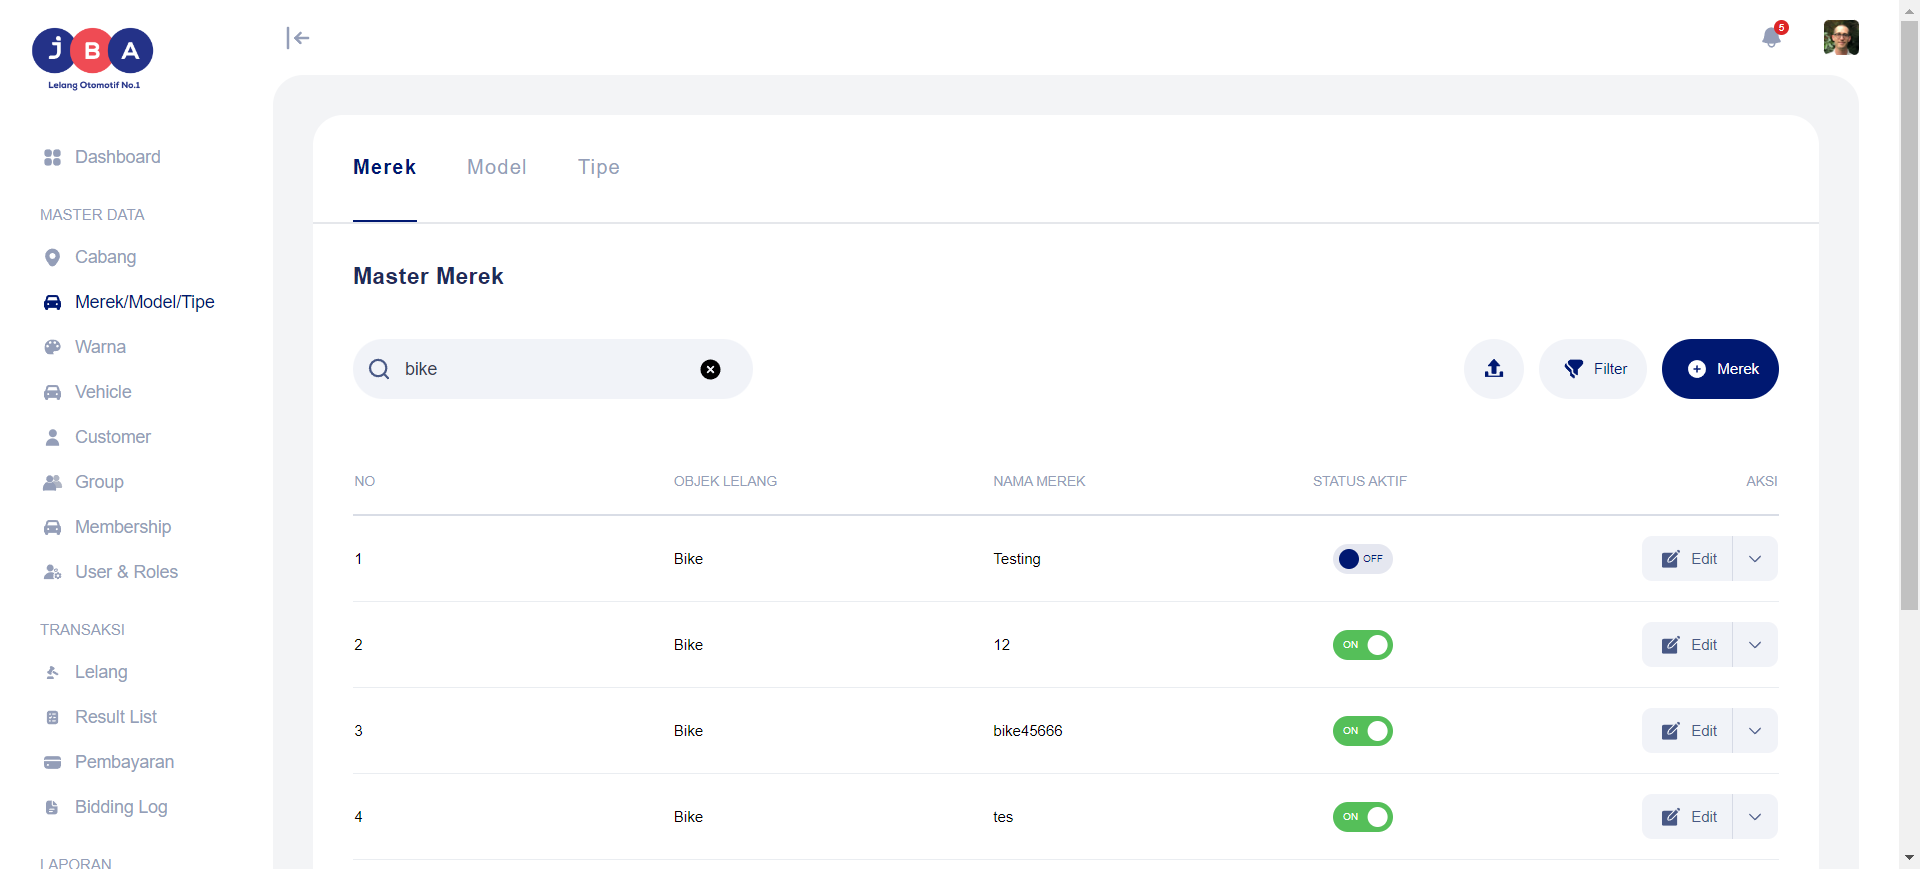 JBA
Lelang Otomotif No.1
5
Dashboard
MASTER DATA
Cabang
Merek/Model/Tipe
Warna
Vehicle
Customer
Group
Membership
User & Roles
TRANSAKSI
Lelang
Result List
Pembayaran
Bidding Log
LAPORAN
Merek Model Tipe
Master Merek
bike
Filter
Merek
NO OBJEK LELANG NAMA MEREK STATUS AKTIF AKSI
1 Bike Testing OFF Edit
2 Bike 12 ON Edit
3 Bike bike45666 ON Edit
4 Bike tes ON Edit